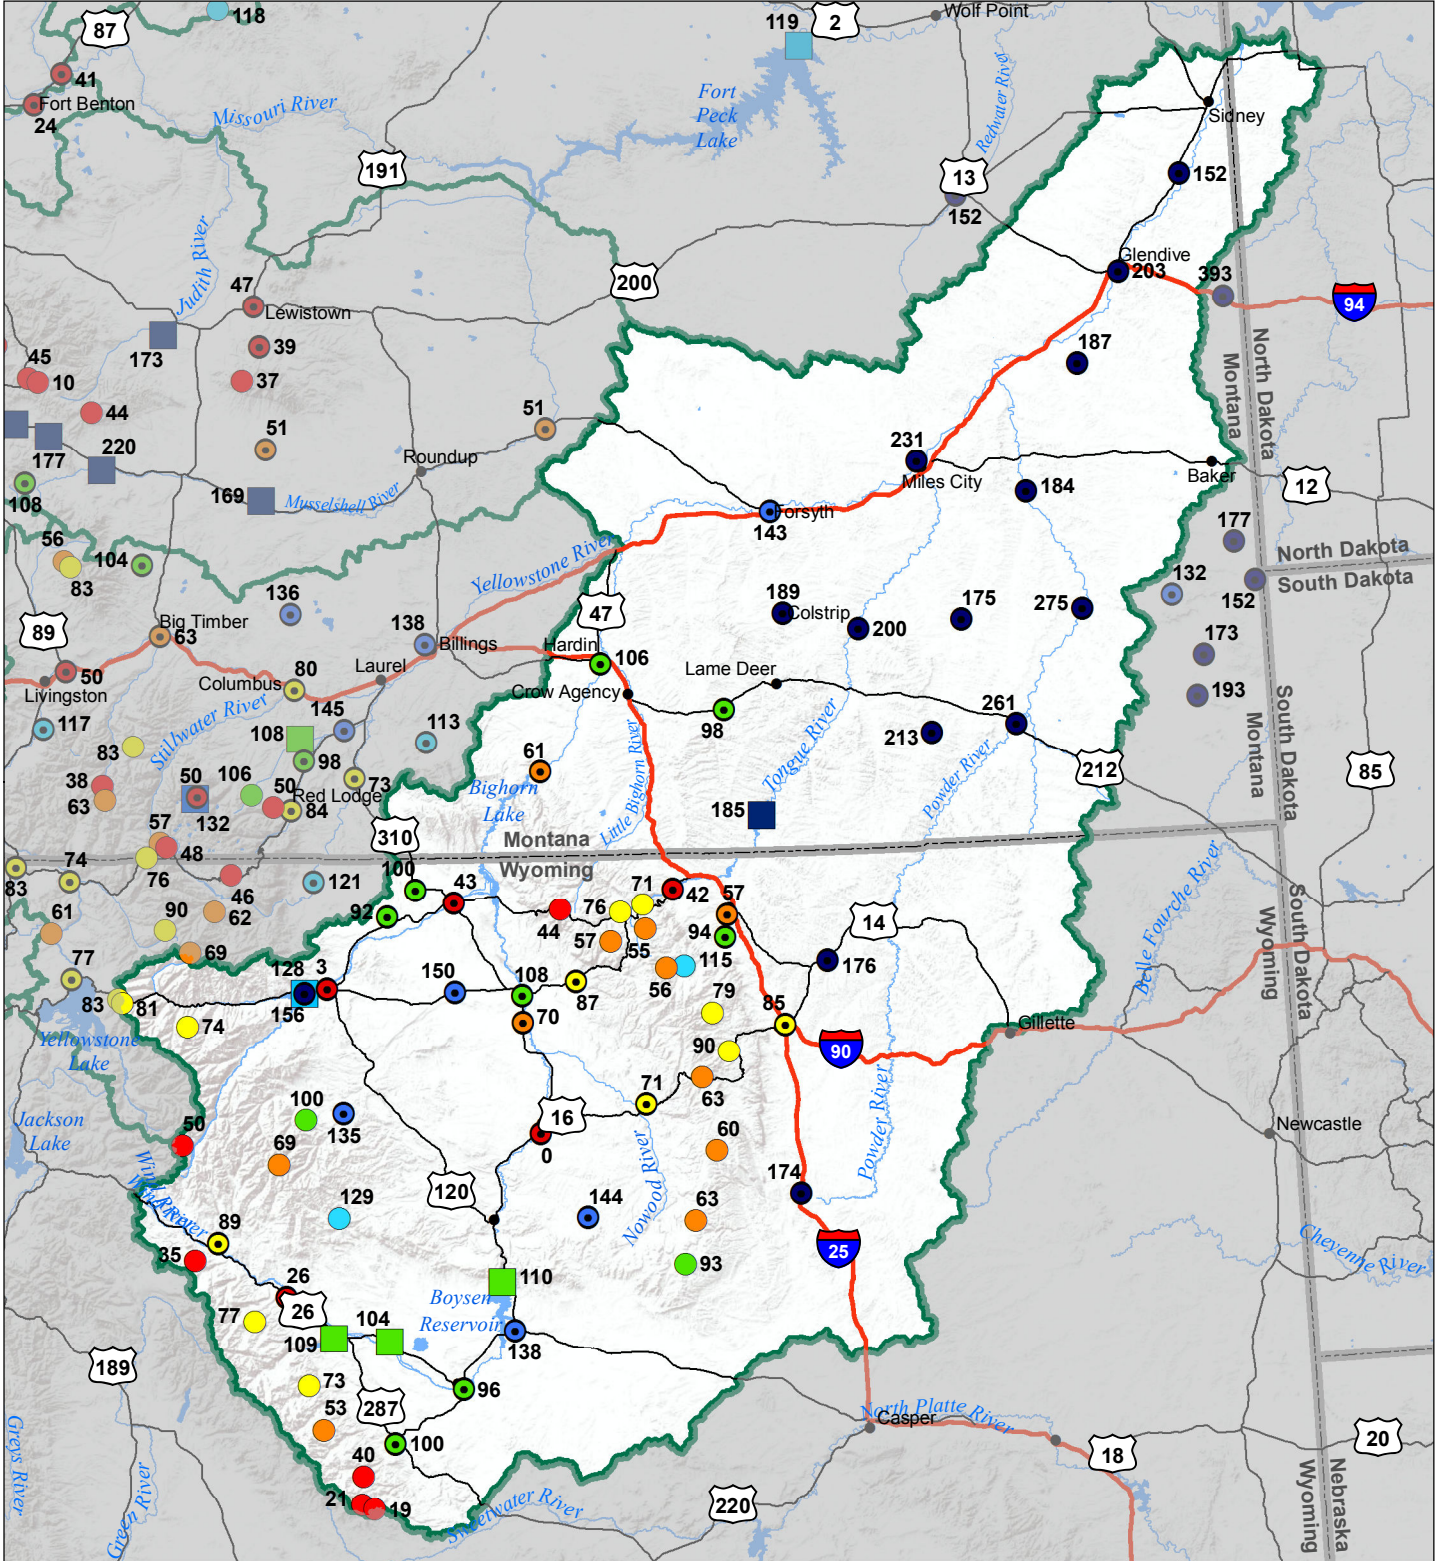 118
87
119
2
Wolf Point
41
Fort Benton
24
Missouri River
Fort
Peck
Lake
Redwater River
Sidney
191
13
152
152
Judith River
Glendive
203
393
47
200
94
Lewistown
173
39
45
10
37
187
North Dakota
Montana
44
51
51
231
177
220
Roundup
Miles City
184
Baker
12
108
169
Musselshell River
Forsyth
143
177
56
104
83
Yellowstone River
North Dakota
South Dakota
132
152
136
189
Colstrip
175
275
89
Big Timber
63
138
Billings
47
200
173
Hardin
106
50
Livingston
80
Columbus
Laurel
Lame Deer
Crow Agency
193
117
Stillwater River
145
113
98
261
213
South Dakota
Montana
83
108
98
61
Tongue River
Powder River
212
85
38
63
50
132
106
50
73
Red Lodge
84
Bighorn
Lake
Little Bighorn River
185
57
48
310
Montana
Wyoming
83
74
76
46
121
100
43
71
42
57
Belle Fourche River
South Dakota
Wyoming
61
90
62
92
44
76
57
55
94
14
69
115
56
176
77
128
3
156
150
108
87
83
81
74
70
79
85
Gillette
Yellowstone
Lake
90
90
63
71
100
135
16
0
Jackson
Lake
50
69
60
Newcastle
Wind River
Wind River
120
129
144
Nowood River
63
174
Powder River
89
35
93
25
Cheyenne River
26
26
110
Boysen
Reservoir
77
109
104
138
189
73
96
53
287
100
North Platte River
Casper
18
20
Greys River
Green River
40
21
19
Sweetwater River
220
Nebraska
Wyoming